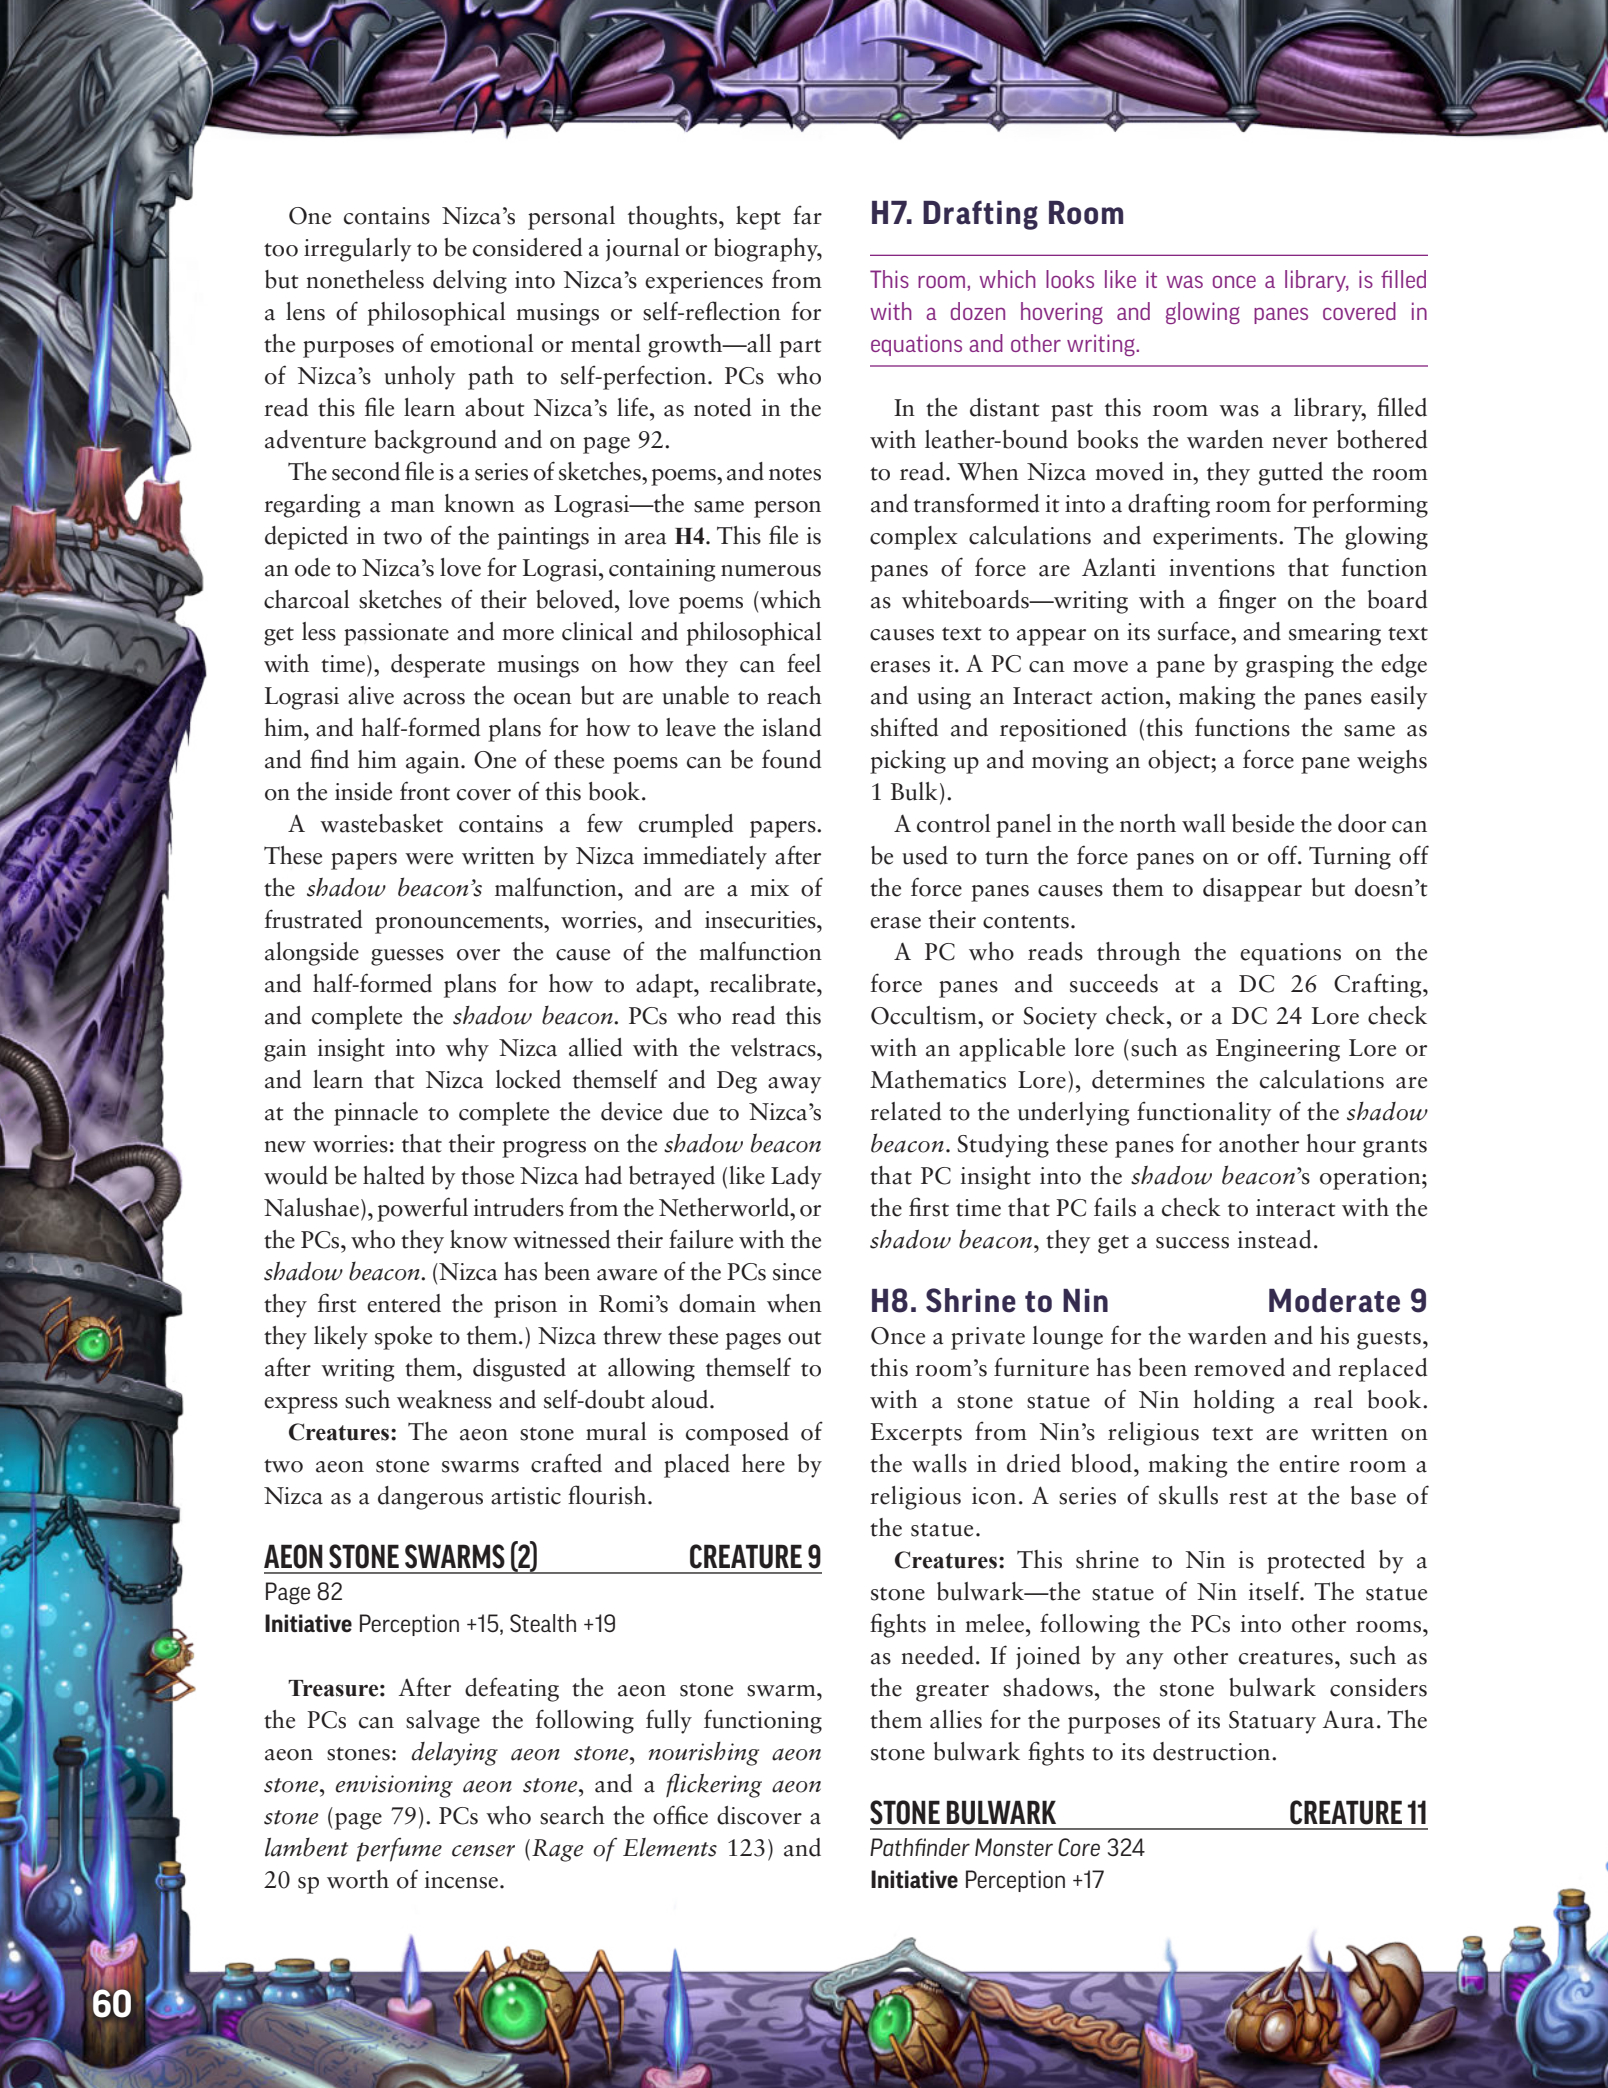 One contains Nizca’s personal thoughts, kept far
too irregularly to be considered a journal or biography,
but nonetheless delving into Nizca’s experiences from
a lens of philosophical musings or self-reflection for
the purposes of emotional or mental growth—all part
of Nizca’s unholy path to self-perfection. PCs who
read this file learn about Nizca’s life, as noted in the
adventure background and on page 92.
The second file is a series of sketches, poems, and notes
regarding a man known as Lograsi—the same person
depicted in two of the paintings in area H4. This file is
an ode to Nizca’s love for Lograsi, containing numerous
charcoal sketches of their beloved, love poems (which
get less passionate and more clinical and philosophical
with time), desperate musings on how they can feel
Lograsi alive across the ocean but are unable to reach
him, and half-formed plans for how to leave the island
and find him again. One of these poems can be found
on the inside front cover of this book.
A wastebasket contains a few crumpled papers.
These papers were written by Nizca immediately after
the shadow beacon’s malfunction, and are a mix of
frustrated pronouncements, worries, and insecurities,
alongside guesses over the cause of the malfunction
and half-formed plans for how to adapt, recalibrate,
and complete the shadow beacon. PCs who read this
gain insight into why Nizca allied with the velstracs,
and learn that Nizca locked themself and Deg away
at the pinnacle to complete the device due to Nizca’s
new worries: that their progress on the shadow beacon
would be halted by those Nizca had betrayed (like Lady
Nalushae), powerful intruders from the Netherworld, or
the PCs, who they know witnessed their failure with the
shadow beacon. (Nizca has been aware of the PCs since
they first entered the prison in Romi’s domain when
they likely spoke to them.) Nizca threw these pages out
after writing them, disgusted at allowing themself to
express such weakness and self-doubt aloud.
Creatures: The aeon stone mural is composed of
two aeon stone swarms crafted and placed here by
Nizca as a dangerous artistic flourish.
AEON STONE SWARMS (2) CREATURE 9
Page 82
Initiative Perception +15, Stealth +19
Treasure: After defeating the aeon stone swarm,
the PCs can salvage the following fully functioning
aeon stones: delaying aeon stone, nourishing aeon
stone, envisioning aeon stone, and a flickering aeon
stone (page 79). PCs who search the office discover a
lambent perfume censer (Rage of Elements 123) and
20 sp worth of incense.
H7. Drafting Room
This room, which looks like it was once a library, is filled
with a dozen hovering and glowing panes covered in
equations and other writing.
In the distant past this room was a library, filled
with leather-bound books the warden never bothered
to read. When Nizca moved in, they gutted the room
and transformed it into a drafting room for performing
complex calculations and experiments. The glowing
panes of force are Azlanti inventions that function
as whiteboards—writing with a finger on the board
causes text to appear on its surface, and smearing text
erases it. A PC can move a pane by grasping the edge
and using an Interact action, making the panes easily
shifted and repositioned (this functions the same as
picking up and moving an object; a force pane weighs
1 Bulk).
A control panel in the north wall beside the door can
be used to turn the force panes on or off. Turning off
the force panes causes them to disappear but doesn’t
erase their contents.
A PC who reads through the equations on the
force panes and succeeds at a DC 26 Crafting,
Occultism, or Society check, or a DC 24 Lore check
with an applicable lore (such as Engineering Lore or
Mathematics Lore), determines the calculations are
related to the underlying functionality of the shadow
beacon. Studying these panes for another hour grants
that PC insight into the shadow beacon’s operation;
the first time that PC fails a check to interact with the
shadow beacon, they get a success instead.
H8. Shrine to Nin Moderate 9
Once a private lounge for the warden and his guests,
this room’s furniture has been removed and replaced
with a stone statue of Nin holding a real book.
Excerpts from Nin’s religious text are written on
the walls in dried blood, making the entire room a
religious icon. A series of skulls rest at the base of
the statue.
Creatures: This shrine to Nin is protected by a
stone bulwark—the statue of Nin itself. The statue
fights in melee, following the PCs into other rooms,
as needed. If joined by any other creatures, such as
the greater shadows, the stone bulwark considers
them allies for the purposes of its Statuary Aura. The
stone bulwark fights to its destruction.
STONE BULWARK CREATURE 11
Pathfinder Monster Core 324
Initiative Perception +17
60